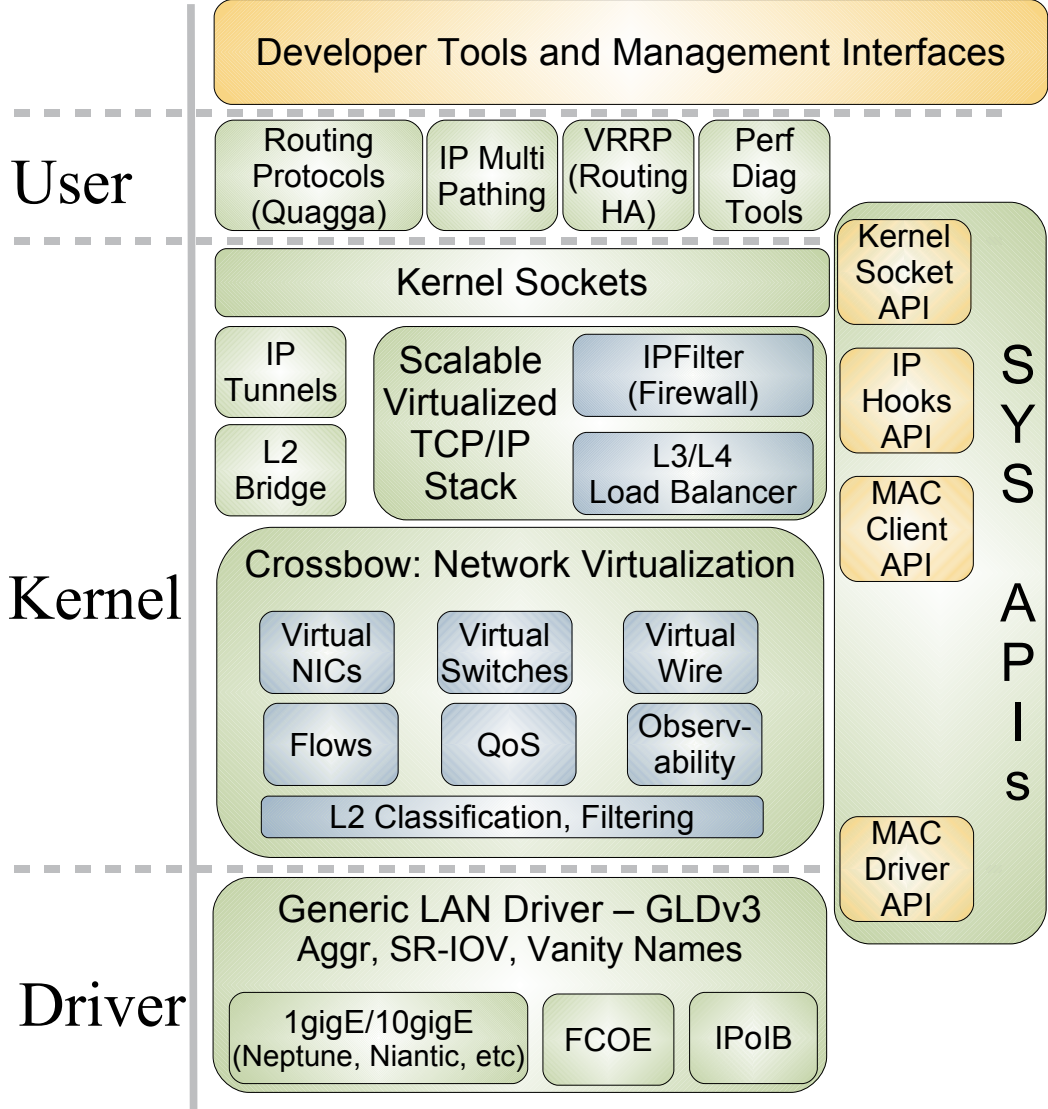 Developer Tools and Management Interfaces
User
Routing
Protocols
(Quagga)
IP Multi
Pathing
VRRP
(Routing
HA)
Perf
Diag
Tools
Kernel
Kernel Sockets
IP
Tunnels
L2
Bridge
Scalable
Virtualized
TCP/IP
Stack
IPFilter
(Firewall)
L3/L4
Load Balancer
Crossbow: Network Virtualization
Virtual
NICs
Virtual
Switches
Virtual
Wire
Flows
QoS
Observ-
ability
L2 Classification, Filtering
Driver
Generic LAN Driver – GLDv3
Aggr, SR-IOV, Vanity Names
1gigE/10gigE
(Neptune, Niantic, etc)
FCOE
IPoIB
Kernel
Socket
API
IP
Hooks
API
MAC
Client
API
MAC
Driver
API
SYS APIs